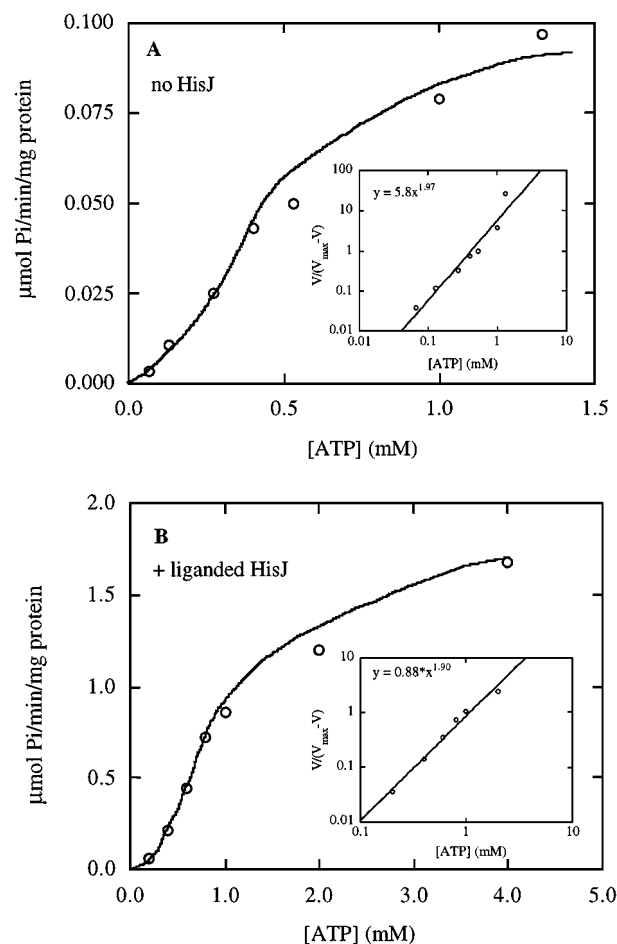 A
no HisJ
μmol Pi/min/mg protein
0.100
0.075
0.050
0.025
0.000
0.0 0.5 1.0 1.5
[ATP] (mM)
y = 5.8x^1.97
V/(V_max-V)
100
10
1
0.1
0.01
0.01 0.1 1 10
[ATP] (mM)
B
+ liganded HisJ
μmol Pi/min/mg protein
2.0
1.5
1.0
0.5
0.0
0.0 1.0 2.0 3.0 4.0 5.0
[ATP] (mM)
y = 0.88*x^1.90
V/(V_max-V)
10
1
0.1
0.01
0.1 1 10
[ATP] (mM)